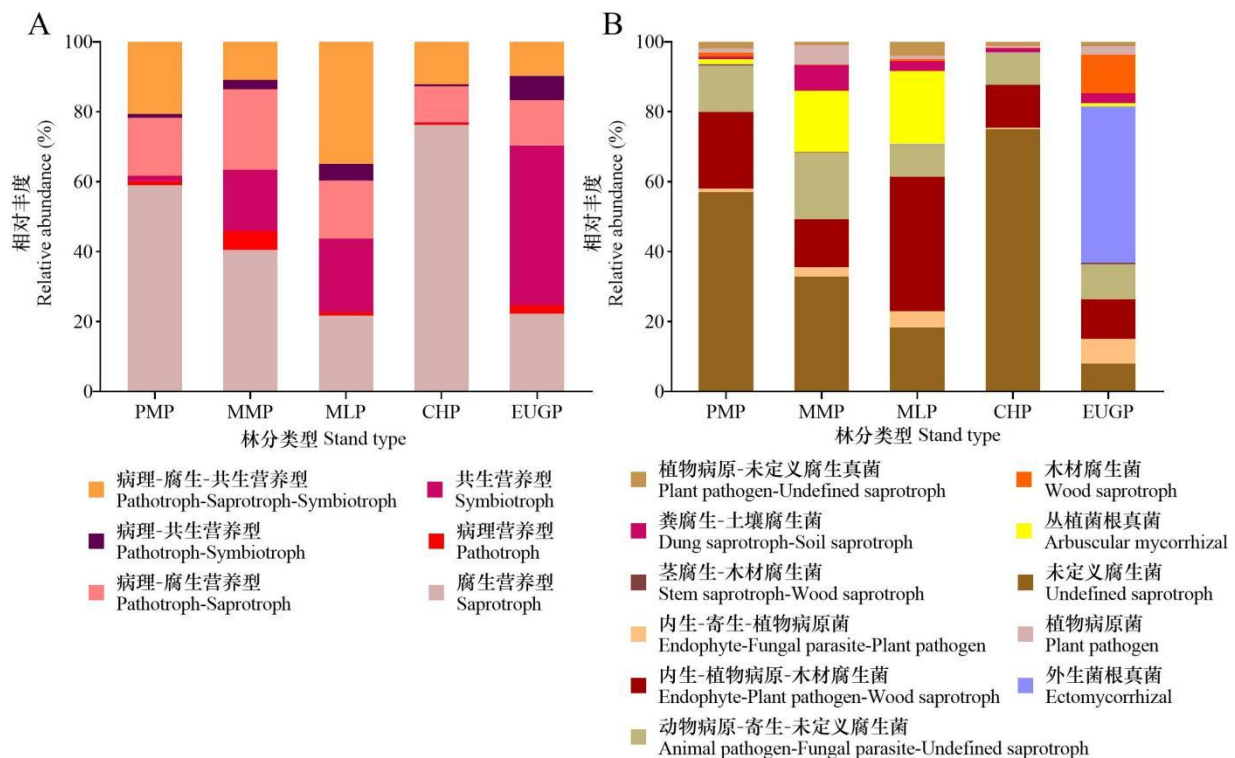 A
相对丰度
Relative abundance (%)
100
80
60
40
20
0
PMP MMP MLP CHP EUGP
林分类型 Stand type
病理-腐生-共生营养型
Pathotroph-Saprotroph-Symbiotroph
病理-共生营养型
Pathotroph-Symbiotroph
病理-腐生营养型
Pathotroph-Saprotroph
共生营养型
Symbiotroph
病理营养型
Pathotroph
腐生营养型
Saprotroph
B
相对丰度
Relative abundance (%)
100
80
60
40
20
0
PMP MMP MLP CHP EUGP
林分类型 Stand type
植物病原-未定义腐生真菌
Plant pathogen-Undefined saprotroph
粪腐生-土壤腐生菌
Dung saprotroph-Soil saprotroph
茎腐生-木材腐生菌
Stem saprotroph-Wood saprotroph
内生-寄生-植物病原菌
Endophyte-Fungal parasite-Plant pathogen
内生-植物病原-木材腐生菌
Endophyte-Plant pathogen-Wood saprotroph
动物病原-寄生-未定义腐生菌
Animal pathogen-Fungal parasite-Undefined saprotroph
木材腐生菌
Wood saprotroph
丛植菌根真菌
Arbuscular mycorrhizal
未定义腐生菌
Undefined saprotroph
植物病原菌
Plant pathogen
外生菌根真菌
Ectomycorrhizal